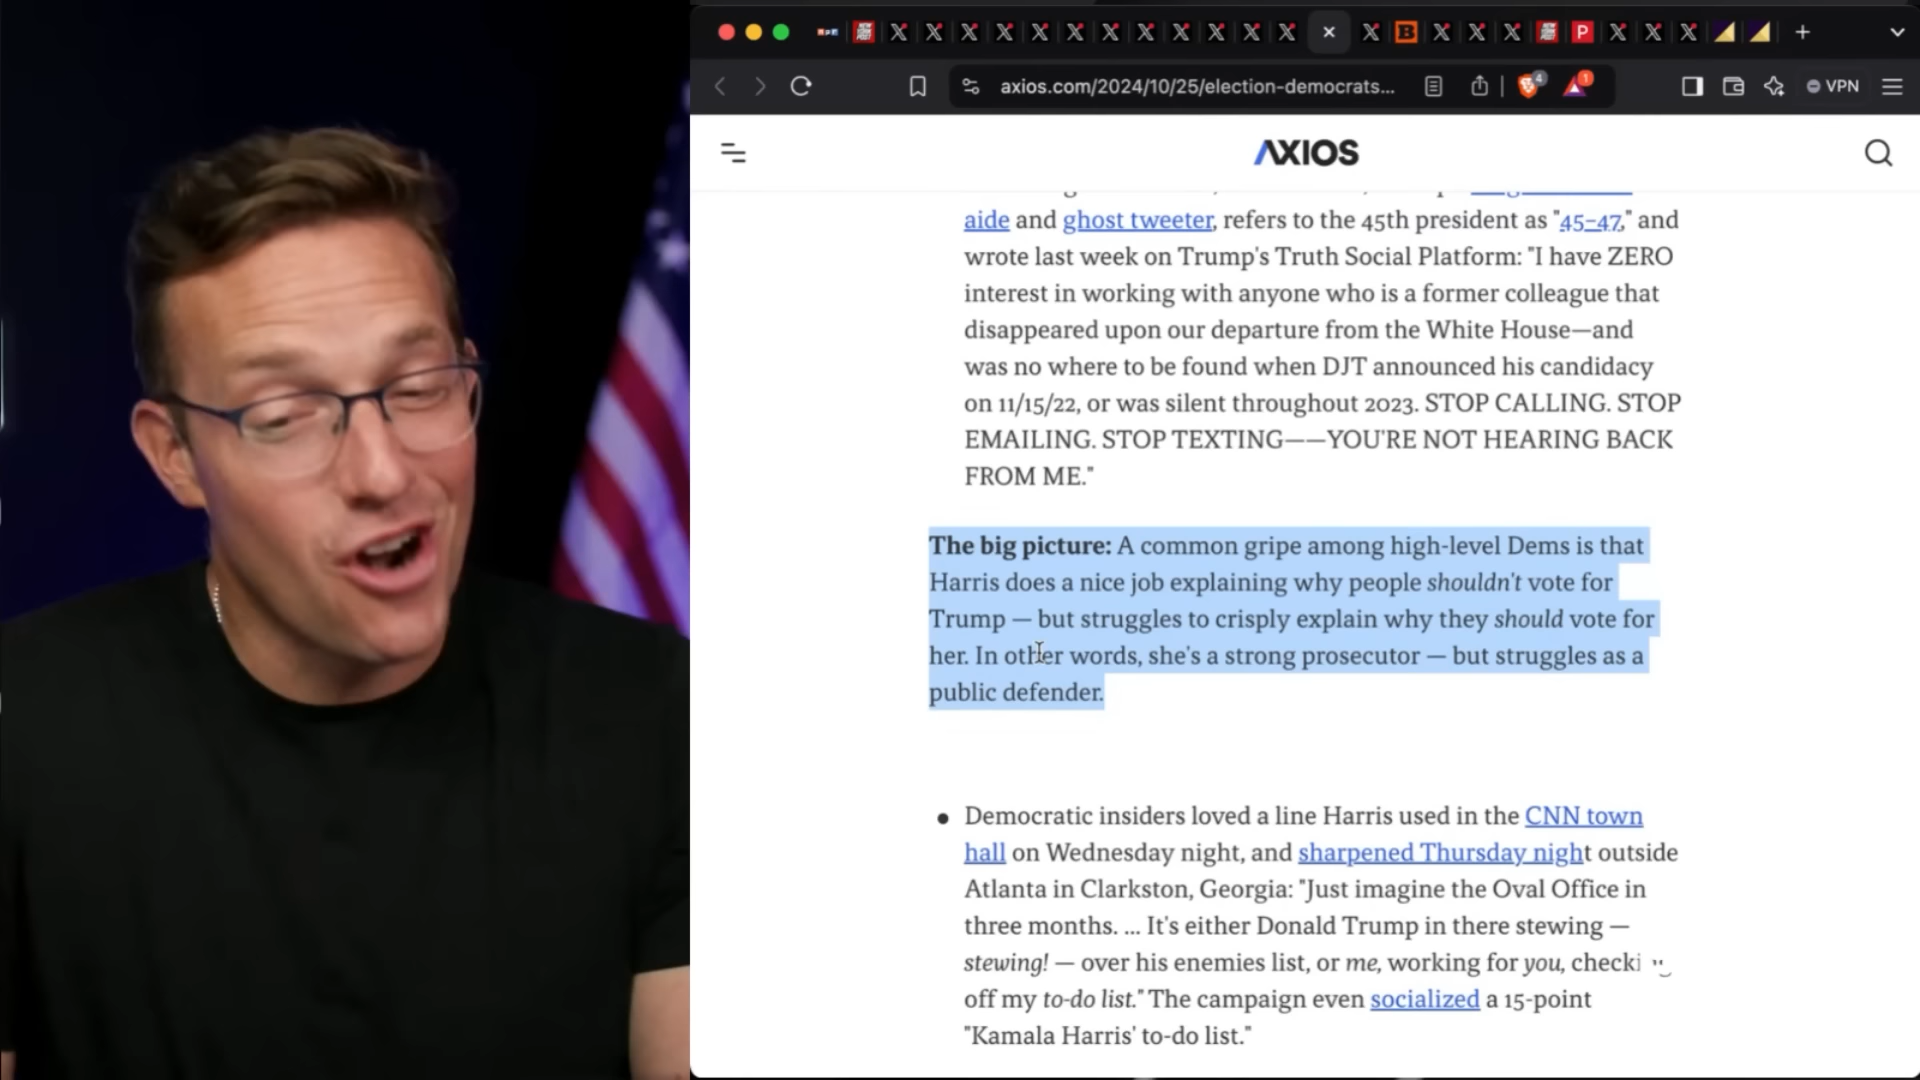 axios.com/2024/10/25/election-democrats...
4
1
VPN
AXIOS
aide and ghost tweeter, refers to the 45th president as "45–47," and
wrote last week on Trump's Truth Social Platform: "I have ZERO
interest in working with anyone who is a former colleague that
disappeared upon our departure from the White House—and
was no where to be found when DJT announced his candidacy
on 11/15/22, or was silent throughout 2023. STOP CALLING. STOP
EMAILING. STOP TEXTING——YOU'RE NOT HEARING BACK
FROM ME."
The big picture: A common gripe among high-level Dems is that
Harris does a nice job explaining why people shouldn't vote for
Trump — but struggles to crisply explain why they should vote for
her. In other words, she's a strong prosecutor — but struggles as a
public defender.
• Democratic insiders loved a line Harris used in the CNN town
hall on Wednesday night, and sharpened Thursday night outside
Atlanta in Clarkston, Georgia: "Just imagine the Oval Office in
three months. ... It's either Donald Trump in there stewing —
stewing! — over his enemies list, or me, working for you, checking
off my to-do list." The campaign even socialized a 15-point
"Kamala Harris' to-do list."